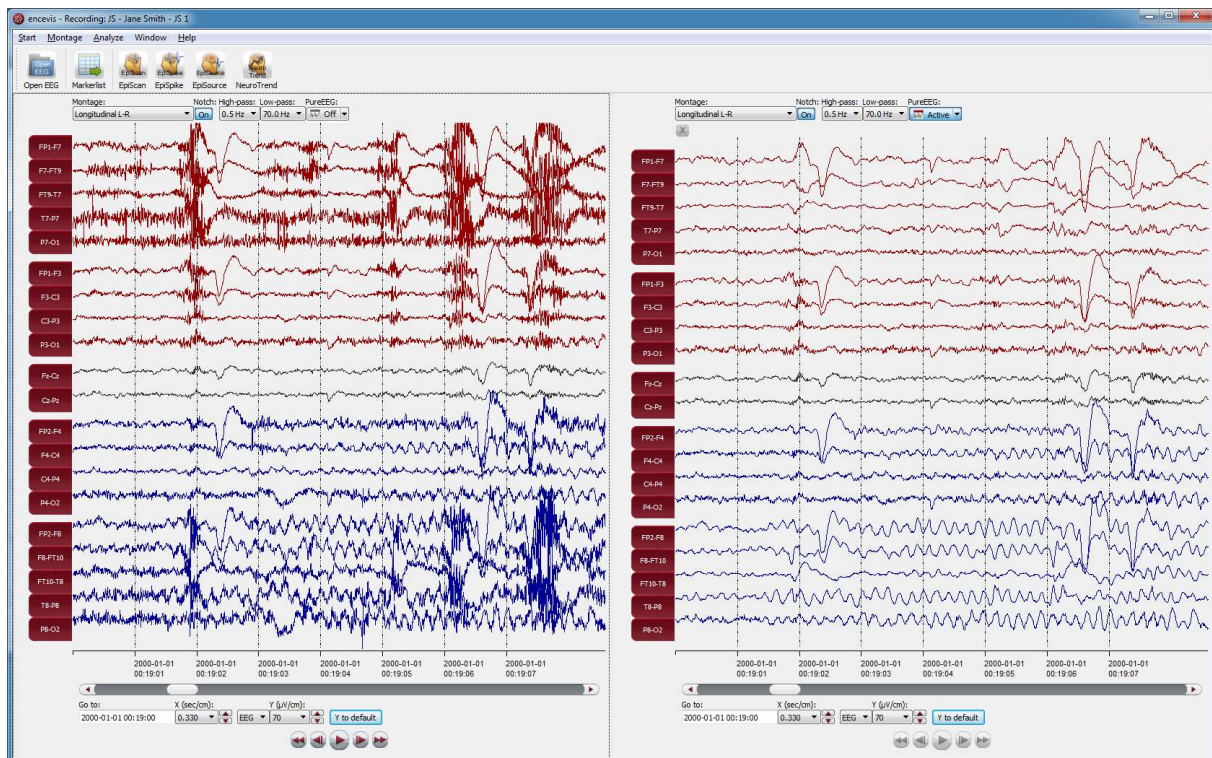 encevis - Recording: JS - Jane Smith - JS 1
Start Montage Analyze Window Help
Open EEG
EpiScan
EpiSpike
EpiSource
Neuro Trend
Open EEG Markerlist EpiScan EpiSpike EpiSource NeuroTrend
Montage: Notch: High-pass: Low-pass: PureEEG:
Longitudinal L-R On 0.5 Hz 70.0 Hz Off
FP1-F7
F7-FT9
FT9-T7
T7-P7
P7-O1
FP1-F3
F3-C3
C3-P3
P3-O1
Fz-Cz
Cz-Pz
FP2-F4
F4-C4
C4-P4
P4-O2
FP2-F8
F8-FT10
FT10-T8
T8-P8
P8-O2
2000-01-01 2000-01-01 2000-01-01 2000-01-01 2000-01-01 2000-01-01 2000-01-01
00:19:01 00:19:02 00:19:03 00:19:04 00:19:05 00:19:06 00:19:07
Go to: X (sec/cm): Y (µV/cm):
2000-01-01 00:19:00 0.330 EEG 70 Y to default
Montage: Notch: High-pass: Low-pass: PureEEG:
Longitudinal L-R On 0.5 Hz 70.0 Hz Active
X
FP1-F7
F7-FT9
FT9-T7
T7-P7
P7-O1
FP1-F3
F3-C3
C3-P3
P3-O1
Fz-Cz
Cz-Pz
FP2-F4
F4-C4
C4-P4
P4-O2
FP2-F8
F8-FT10
FT10-T8
T8-P8
P8-O2
2000-01-01 2000-01-01 2000-01-01 2000-01-01 2000-01-01 2000-01-01 2000-01-01
00:19:01 00:19:02 00:19:03 00:19:04 00:19:05 00:19:06 00:19:07
Go to: X (sec/cm): Y (µV/cm):
2000-01-01 00:19:00 0.330 EEG 70 Y to default